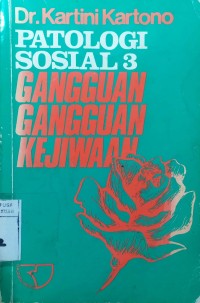 Dr. Kartini Kartono
PATOLOGI
SOSIAL 3
GANGGUAN
GANGGUAN
KEJIWAAN